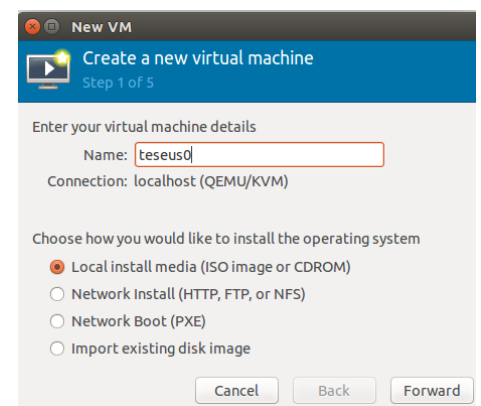 New VM
Create a new virtual machine
Step 1 of 5
Enter your virtual machine details
Name: teseus0
Connection: localhost (QEMU/KVM)
Choose how you would like to install the operating system
Local install media (ISO image or CDROM)
Network Install (HTTP, FTP, or NFS)
Network Boot (PXE)
Import existing disk image
Cancel Back Forward